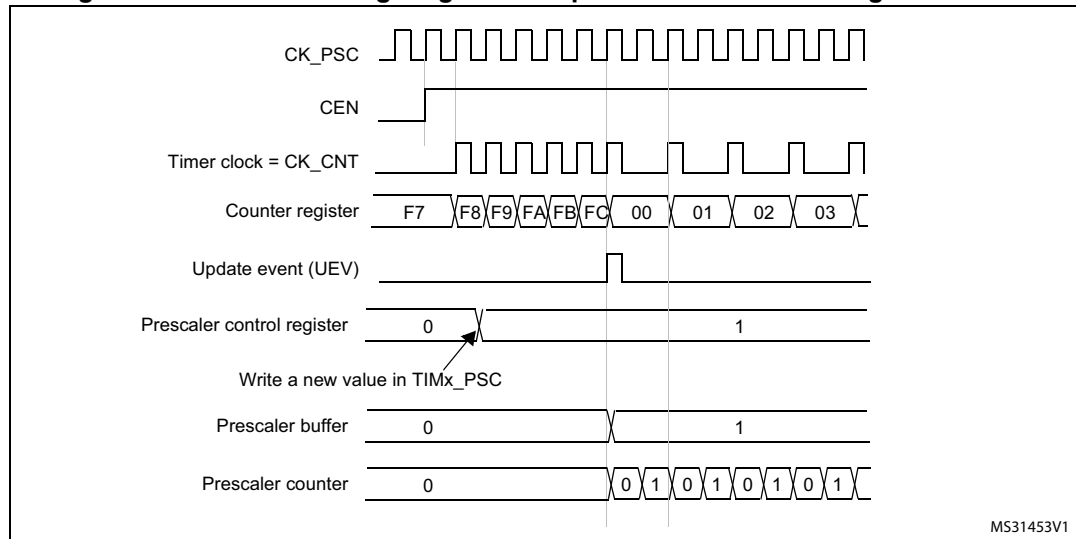 CK_PSC
CEN
Timer clock = CK_CNT
Counter register F7 F8 F9 FA FB FC 00 01 02 03
Update event (UEV)
Prescaler control register 0 1
Write a new value in TIMx_PSC
Prescaler buffer 0 1
Prescaler counter 0 0 1 0 1 0 1 0 1
MS31453V1